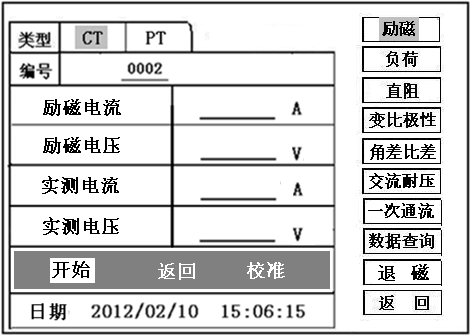 类型 CT PT
编号 0002
励磁电流 A
励磁电压 V
实测电流 A
实测电压 V
开始 返回 校准
日期 2012/02/10 15:06:15
励磁
负荷
直阻
变比极性
角差比差
交流耐压
一次通流
数据查询
退 磁
返 回